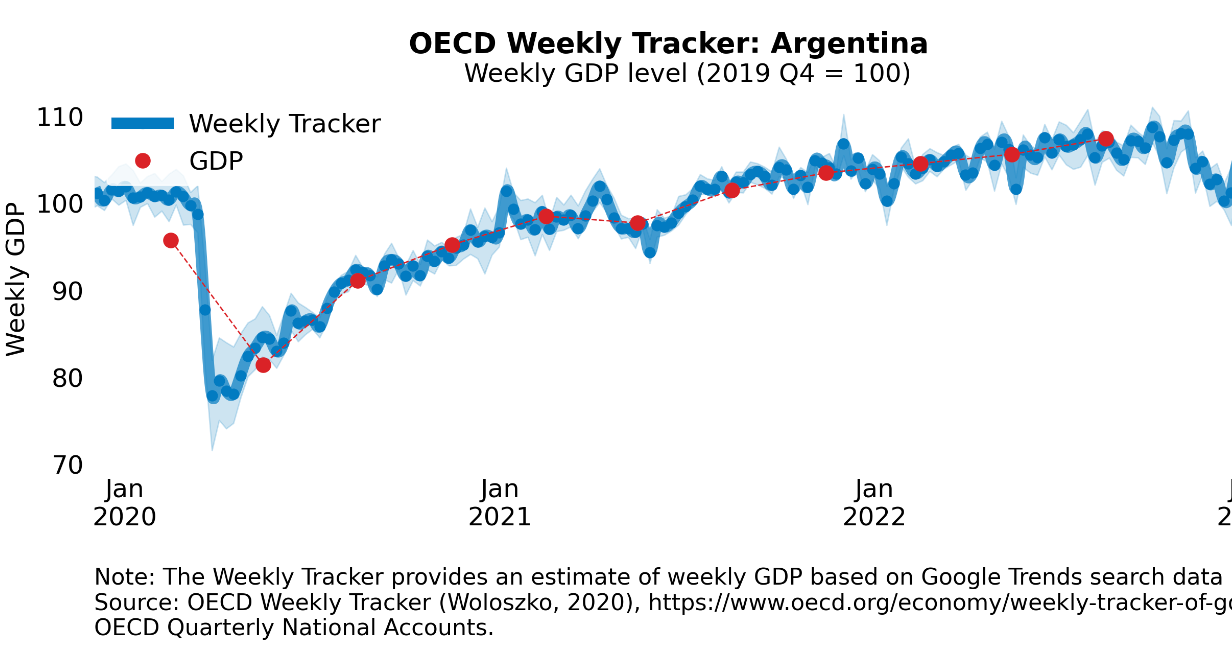 OECD Weekly Tracker: Argentina
Weekly GDP level (2019 Q4 = 100)
Weekly Tracker
GDP
Weekly GDP
110
100
90
80
70
Jan
2020
Jan
2021
Jan
2022
Note: The Weekly Tracker provides an estimate of weekly GDP based on Google Trends search data
Source: OECD Weekly Tracker (Woloszko, 2020), https://www.oecd.org/economy/weekly-tracker-of-g
OECD Quarterly National Accounts.